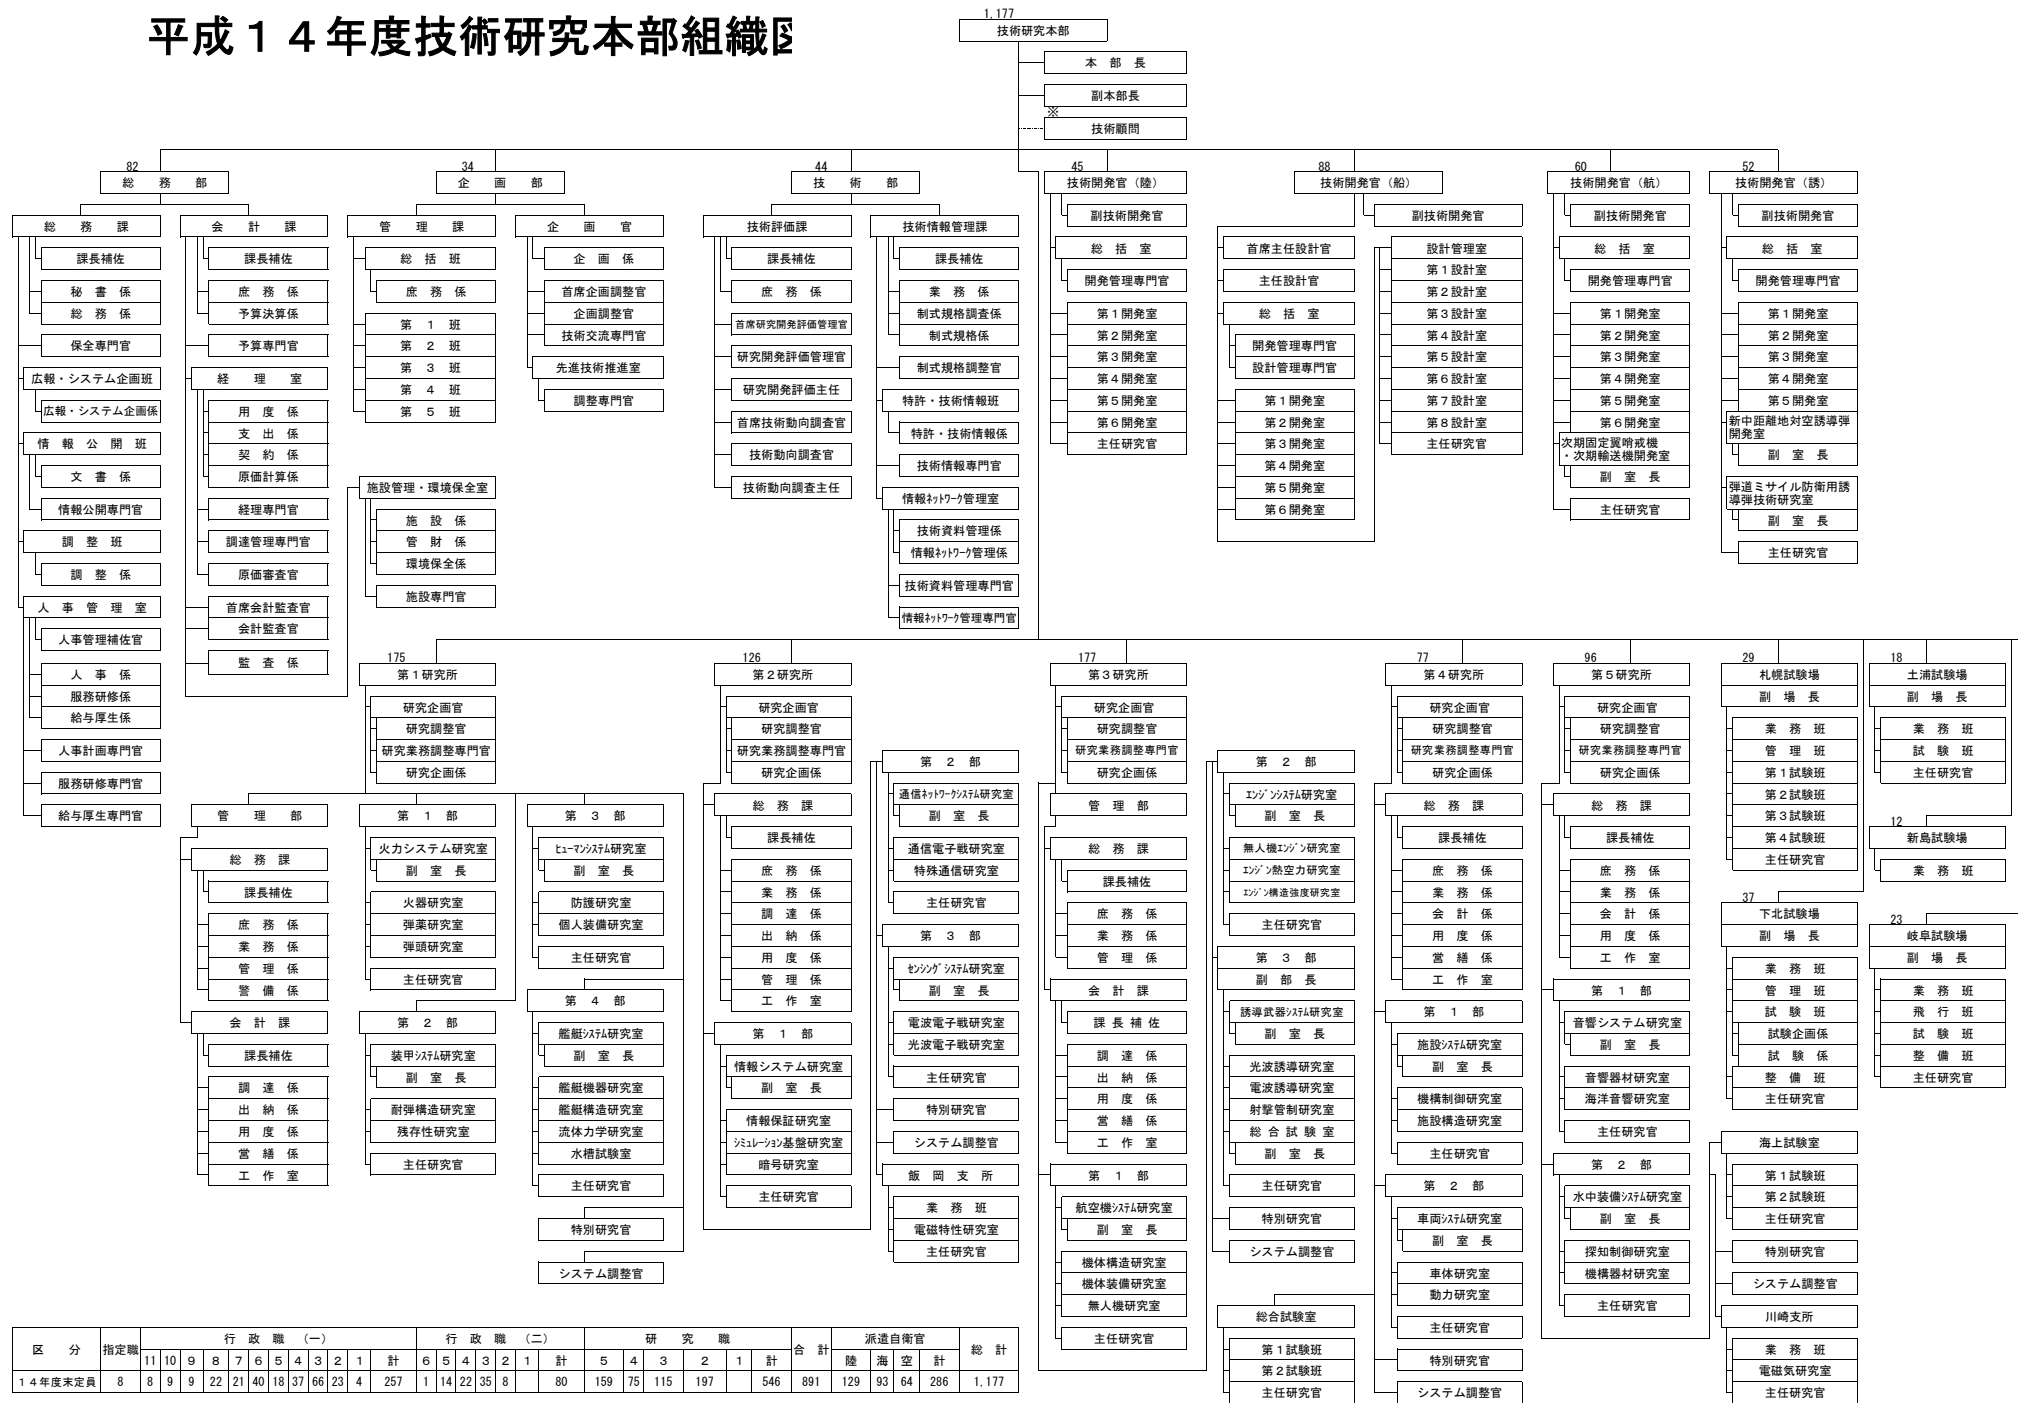 平成１４年度技術研究本部組織図
1,177
技術研究本部
本　部　長
副本部長
※
技術顧問
82
総　務　部
34
企　画　部
44
技　術　部
45
技術開発官（陸）
88
技術開発官（船）
60
技術開発官（航）
52
技術開発官（誘）
総　務　課
課長補佐
秘　書　係
総　務　係
保全専門官
広報・システム企画班
広報・システム企画係
情　報　公　開　班
文　書　係
情報公開専門官
調　整　班
調　整　係
人　事　管　理　室
人事管理補佐官
人　事　係
服務研修係
給与厚生係
人事計画専門官
服務研修専門官
給与厚生専門官
会　計　課
課長補佐
庶　務　係
予算決算係
予算専門官
経　理　室
用　度　係
支　出　係
契　約　係
原価計算係
経理専門官
調達管理専門官
原価審査官
首席会計監査官
会計監査官
監　査　係
施設管理・環境保全室
施　設　係
管　財　係
環境保全係
施設専門官
管　理　課
総　括　班
庶　務　係
第　１　班
第　２　班
第　３　班
第　４　班
第　５　班
企　画　官
企　画　係
首席企画調整官
企画調整官
技術交流専門官
先進技術推進室
調整専門官
技術評価課
課長補佐
庶　務　係
首席研究開発評価管理官
研究開発評価管理官
研究開発評価主任
首席技術動向調査官
技術動向調査官
技術動向調査主任
技術情報管理課
課長補佐
業　務　係
制式規格調査係
制式規格係
制式規格調整官
特許・技術情報班
特許・技術情報係
技術情報専門官
情報ﾈｯﾄﾜｰｸ管理室
技術資料管理係
情報ﾈｯﾄﾜｰｸ管理係
技術資料管理専門官
情報ﾈｯﾄﾜｰｸ管理専門官
副技術開発官
総　括　室
開発管理専門官
第１開発室
第２開発室
第３開発室
第４開発室
第５開発室
第６開発室
主任研究官
副技術開発官
首席主任設計官
主任設計官
総　括　室
開発管理専門官
設計管理専門官
第１開発室
第２開発室
第３開発室
第４開発室
第５開発室
第６開発室
設計管理室
第１設計室
第２設計室
第３設計室
第４設計室
第５設計室
第６設計室
第７設計室
第８設計室
主任研究官
副技術開発官
総　括　室
開発管理専門官
第１開発室
第２開発室
第３開発室
第４開発室
第５開発室
第６開発室
次期固定翼哨戒機
・次期輸送機開発室
副　室　長
主任研究官
副技術開発官
総　括　室
開発管理専門官
第１開発室
第２開発室
第３開発室
第４開発室
第５開発室
新中距離地対空誘導弾
開発室
副　室　長
弾道ミサイル防衛用誘
導弾技術研究室
副　室　長
主任研究官
175
第１研究所
研究企画官
研究調整官
研究業務調整専門官
研究企画係
管　理　部
総　務　課
課長補佐
庶　務　係
業　務　係
管　理　係
警　備　係
会　計　課
課長補佐
調　達　係
出　納　係
用　度　係
営　繕　係
工　作　室
第　１　部
火力システム研究室
副　室　長
火器研究室
弾薬研究室
弾頭研究室
主任研究官
第　２　部
装甲ｼｽﾃﾑ研究室
副　室　長
耐弾構造研究室
残存性研究室
主任研究官
第　３　部
ﾋｭｰﾏﾝｼｽﾃﾑ研究室
副　室　長
防護研究室
個人装備研究室
主任研究官
第　４　部
艦艇ｼｽﾃﾑ研究室
副　室　長
艦艇機器研究室
艦艇構造研究室
流体力学研究室
水槽試験室
主任研究官
特別研究官
システム調整官
126
第２研究所
研究企画官
研究調整官
研究業務調整専門官
研究企画係
総　務　課
課長補佐
庶　務　係
業　務　係
調　達　係
出　納　係
用　度　係
管　理　係
工　作　室
第　１　部
情報システム研究室
副　室　長
情報保証研究室
ｼﾐｭﾚｰｼｮﾝ基盤研究室
暗号研究室
主任研究官
第　２　部
通信ﾈｯﾄﾜｰｸｼｽﾃﾑ研究室
副　室　長
通信電子戦研究室
特殊通信研究室
主任研究官
第　３　部
ｾﾝｼﾝｸﾞｼｽﾃﾑ研究室
副　室　長
電波電子戦研究室
光波電子戦研究室
主任研究官
特別研究官
システム調整官
飯　岡　支　所
業　務　班
電磁特性研究室
主任研究官
177
第３研究所
研究企画官
研究調整官
研究業務調整専門官
研究企画係
管　理　部
総　務　課
課長補佐
庶　務　係
業　務　係
管　理　係
会　計　課
課　長　補　佐
調　達　係
出　納　係
用　度　係
営　繕　係
工　作　室
第　１　部
航空機ｼｽﾃﾑ研究室
副　室　長
機体構造研究室
機体装備研究室
無人機研究室
主任研究官
第　２　部
ｴﾝｼﾞﾝｼｽﾃﾑ研究室
副　室　長
無人機ｴﾝｼﾞﾝ研究室
ｴﾝｼﾞﾝ熱空力研究室
ｴﾝｼﾞﾝ構造強度研究室
主任研究官
第　３　部
副　部　長
誘導武器ｼｽﾃﾑ研究室
副　室　長
光波誘導研究室
電波誘導研究室
射撃管制研究室
総　合　試　験　室
副　室　長
主任研究官
特別研究官
システム調整官
77
第４研究所
研究企画官
研究調整官
研究業務調整専門官
研究企画係
総　務　課
課長補佐
庶　務　係
業　務　係
会　計　係
用　度　係
営　繕　係
工　作　室
第　１　部
施設ｼｽﾃﾑ研究室
副　室　長
機構制御研究室
施設構造研究室
主任研究官
第　２　部
車両ｼｽﾃﾑ研究室
副　室　長
車体研究室
動力研究室
主任研究官
特別研究官
システム調整官
総合試験室
第１試験班
第２試験班
主任研究官
96
第５研究所
研究企画官
研究調整官
研究業務調整専門官
研究企画係
総　務　課
課長補佐
庶　務　係
業　務　係
会　計　係
用　度　係
工　作　室
第　１　部
音響システム研究室
副　室　長
音響器材研究室
海洋音響研究室
主任研究官
第　２　部
水中装備ｼｽﾃﾑ研究室
副　室　長
探知制御研究室
機構器材研究室
主任研究官
海上試験室
第１試験班
第２試験班
主任研究官
特別研究官
システム調整官
川崎支所
業　務　班
電磁気研究室
主任研究官
29
札幌試験場
副　場　長
業　務　班
管　理　班
第１試験班
第２試験班
第３試験班
第４試験班
主任研究官
37
下北試験場
副　場　長
業　務　班
管　理　班
試　験　班
試験企画係
試　験　係
整　備　班
主任研究官
18
土浦試験場
副　場　長
業　務　班
試　験　班
主任研究官
12
新島試験場
業　務　班
23
岐阜試験場
副　場　長
業　務　班
飛　行　班
試　験　班
整　備　班
主任研究官
区　　分 指定職 行　政　職　（一） 行　政　職　（二） 研　究　職 合　計 派遣自衛官 総　計
11 10 9 8 7 6 5 4 3 2 1 計 6 5 4 3 2 1 計 5 4 3 2 1 計 陸 海 空 計
１４年度末定員 8 8 9 9 22 21 40 18 37 66 23 4 257 1 14 22 35 8 80 159 75 115 197 546 891 129 93 64 286 1,177